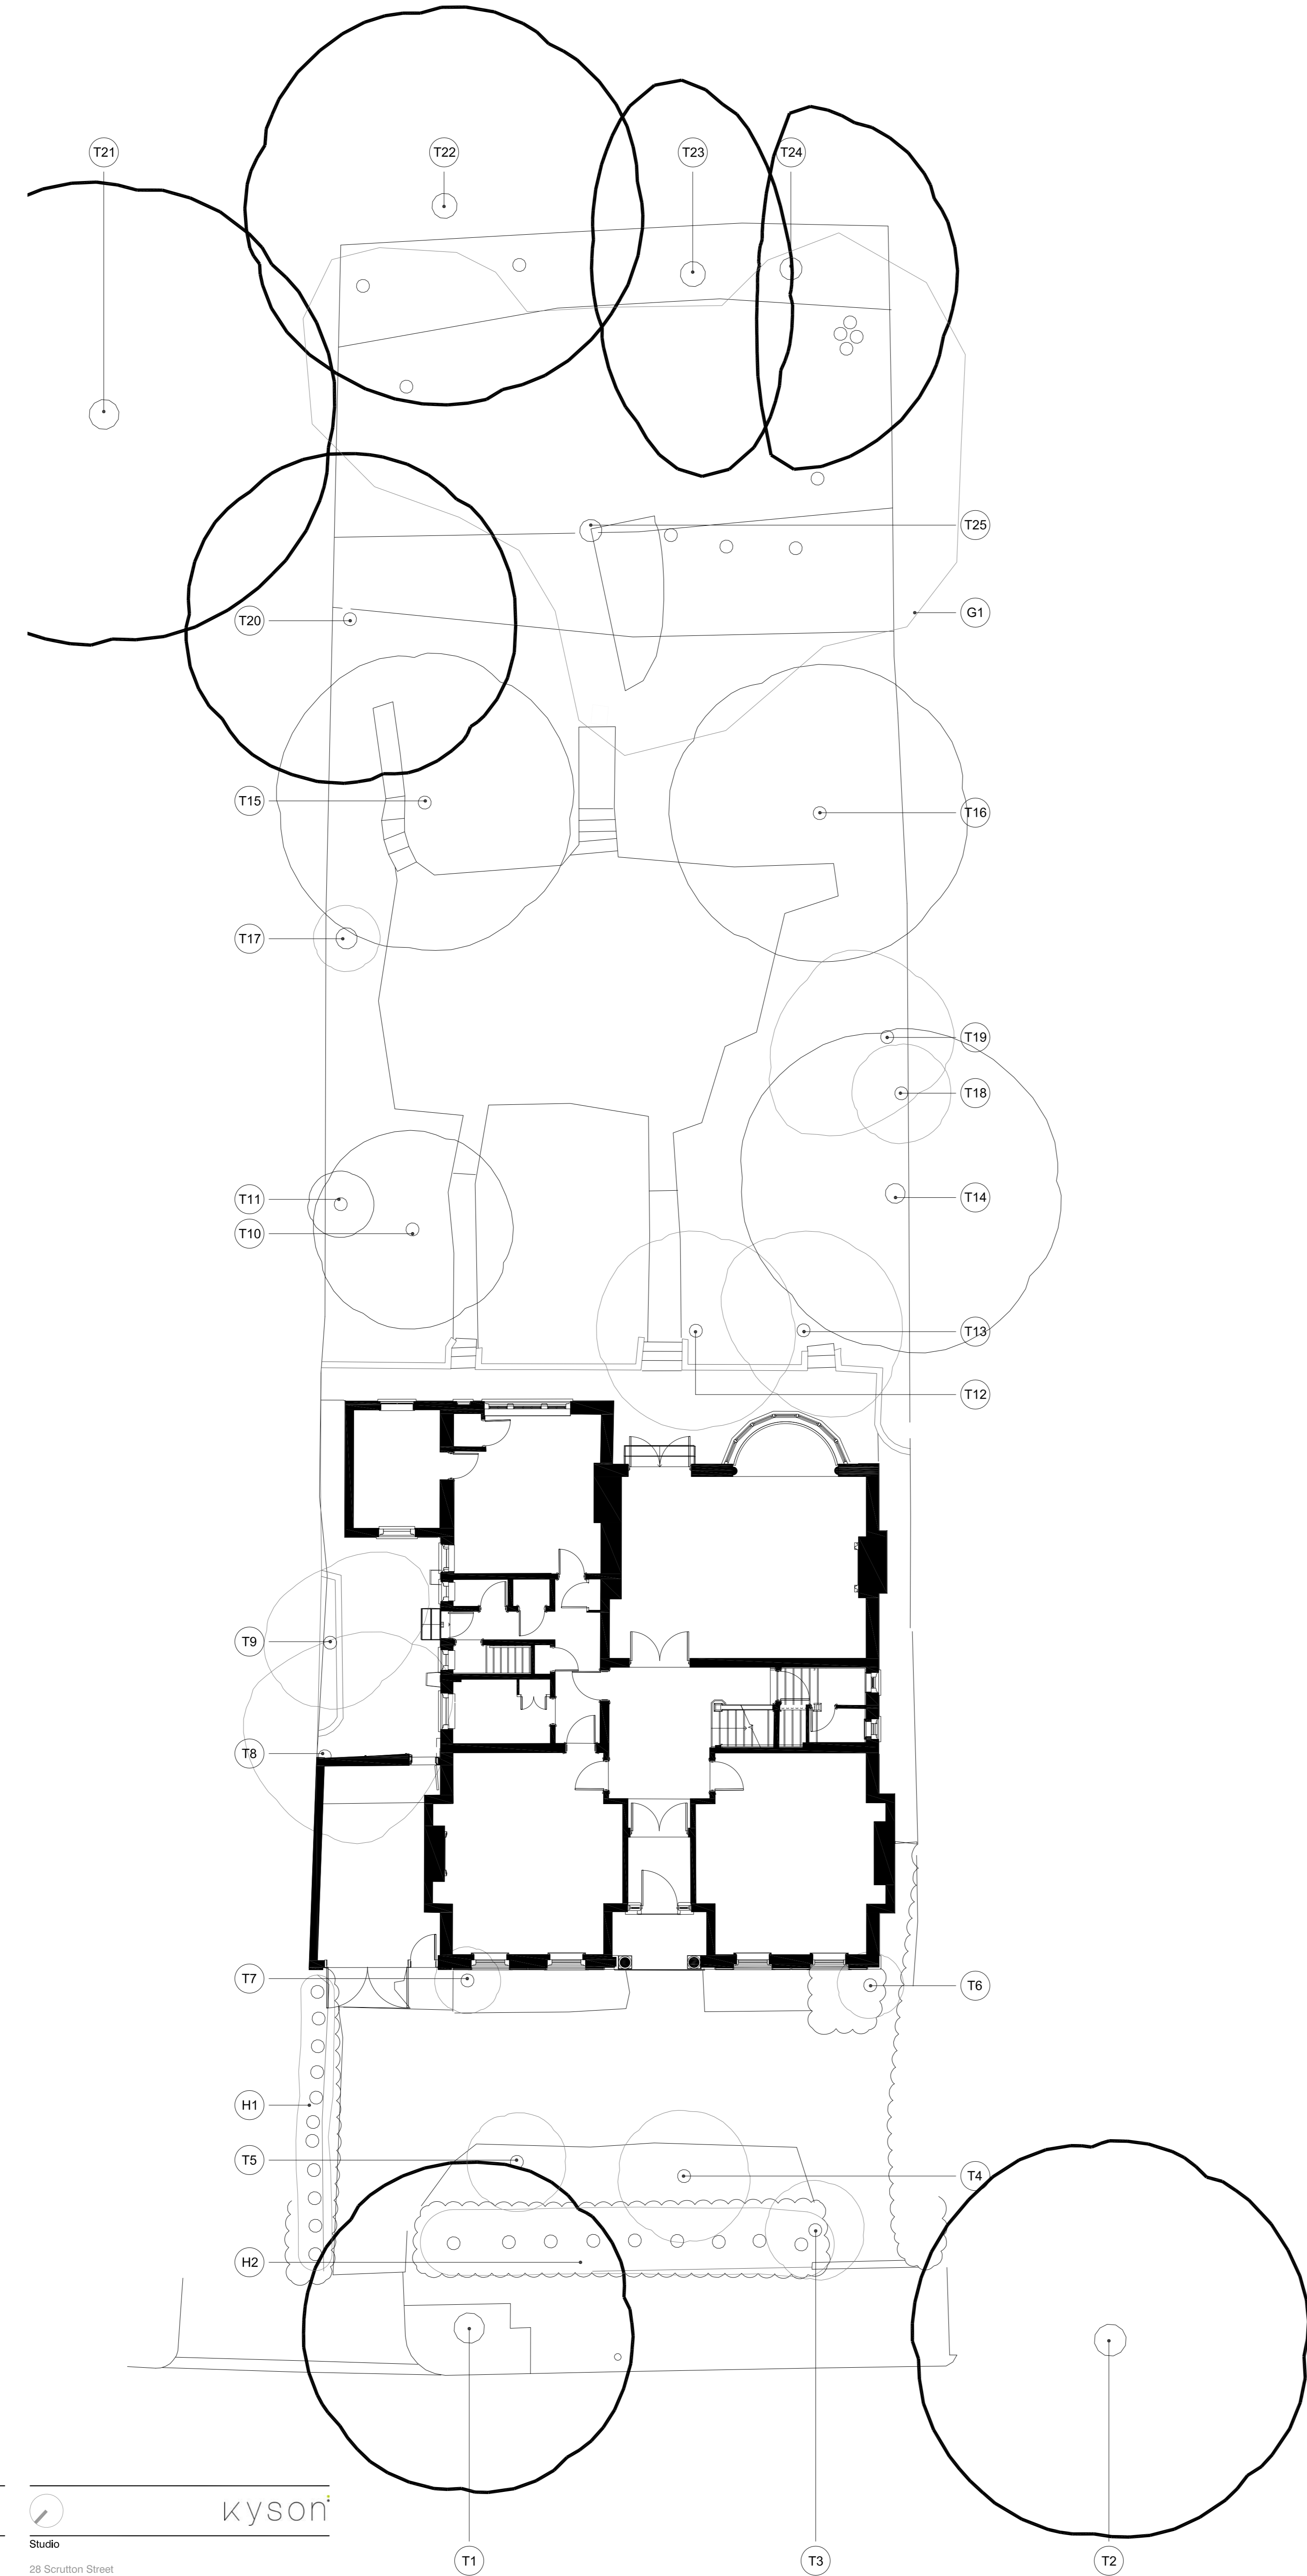 T21
T22
T23
T24
T25
G1
T20
T15
T16
T17
T19
T18
T11
T14
T10
T13
T12
T9
T8
T7
T6
H1
T5
T4
H2
kyson
Studio
28 Scrutton Street
T1
T3
T2